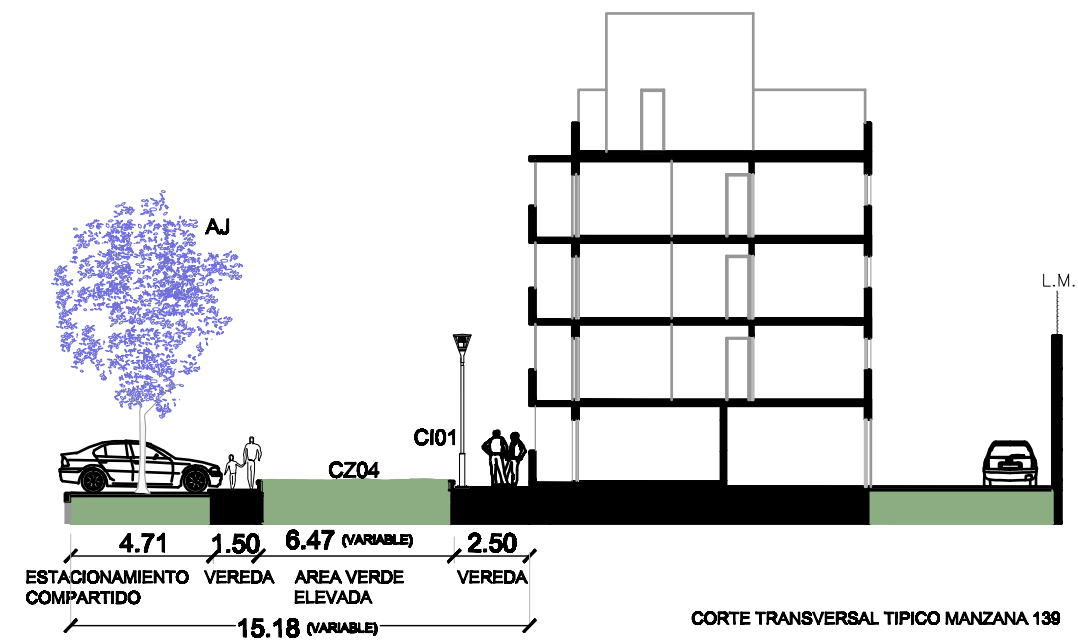 AJ
L.M.
CI01
CZ04
4.71 1.50 6.47 (VARIABLE) 2.50
ESTACIONAMIENTO COMPARTIDO
VEREDA
AREA VERDE
ELEVADA
VEREDA
15.18 (VARIABLE)
CORTE TRANSVERSAL TIPICO MANZANA 139